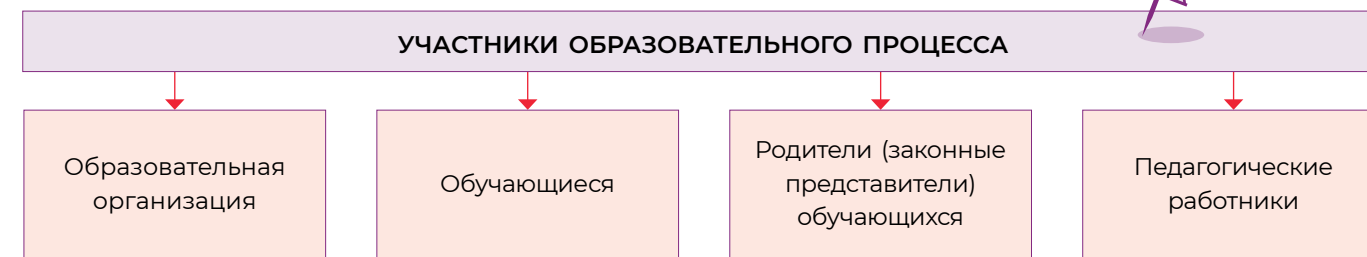 УЧАСТНИКИ ОБРАЗОВАТЕЛЬНОГО ПРОЦЕССА
Образовательная
организация
Обучающиеся
Родители (законные
представители)
обучающихся
Педагогические
работники